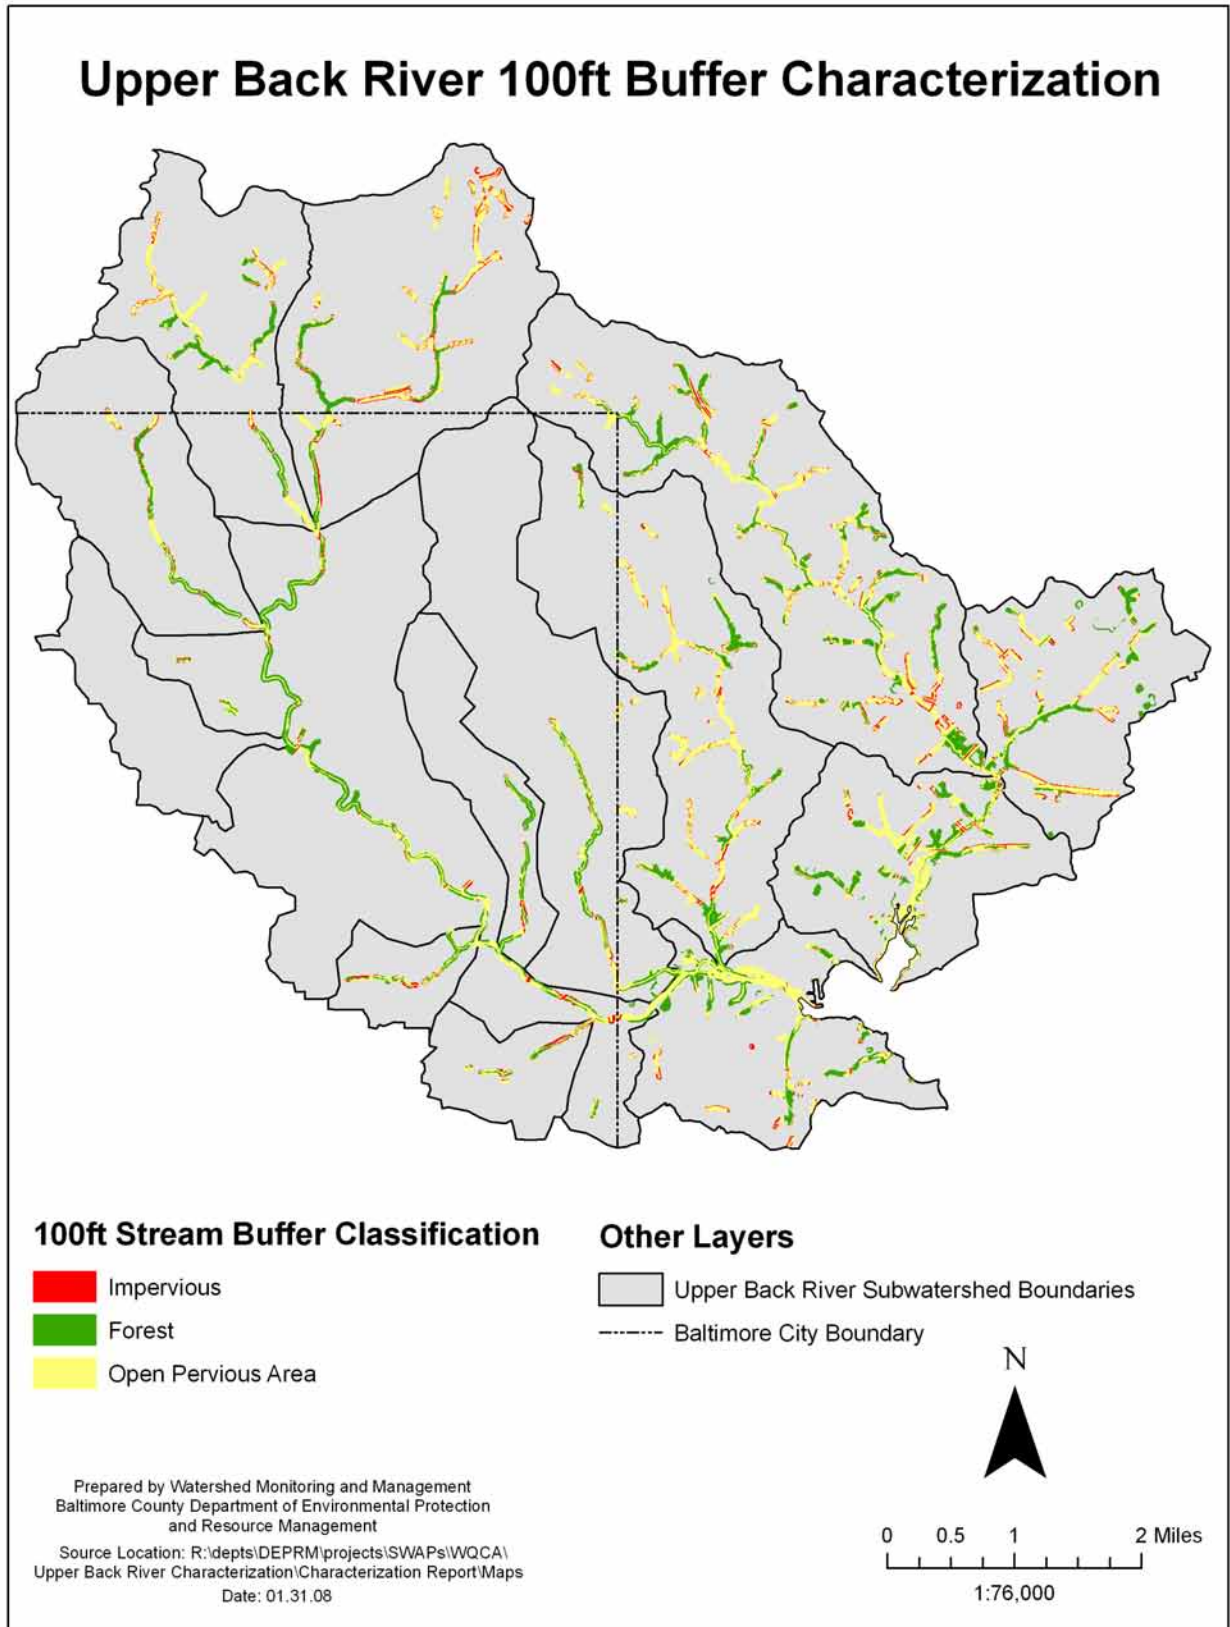 Upper Back River 100ft Buffer Characterization
100ft Stream Buffer Classification
Impervious
Forest
Open Pervious Area
Other Layers
Upper Back River Subwatershed Boundaries
Baltimore City Boundary
N
Prepared by Watershed Monitoring and Management
Baltimore County Department of Environmental Protection
and Resource Management
Source Location: R:\depts\DEPRM\projects\SWAPs\WQCA\
Upper Back River Characterization\Characterization Report\Maps
Date: 01.31.08
0 0.5 1 2 Miles
1:76,000